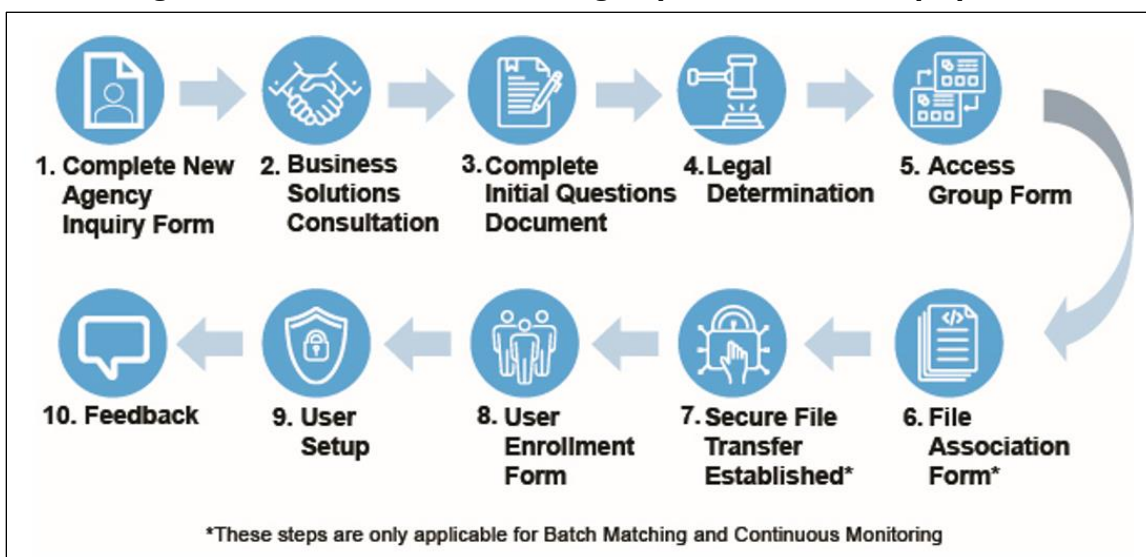 1. Complete New
Agency
Inquiry Form
2. Business
Solutions
Consultation
3. Complete
Initial Questions
Document
4. Legal
Determination
5. Access
Group Form
6. File
Association
Form*
7. Secure File
Transfer
Established*
8. User
Enrollment
Form
9. User
Setup
10. Feedback
*These steps are only applicable for Batch Matching and Continuous Monitoring